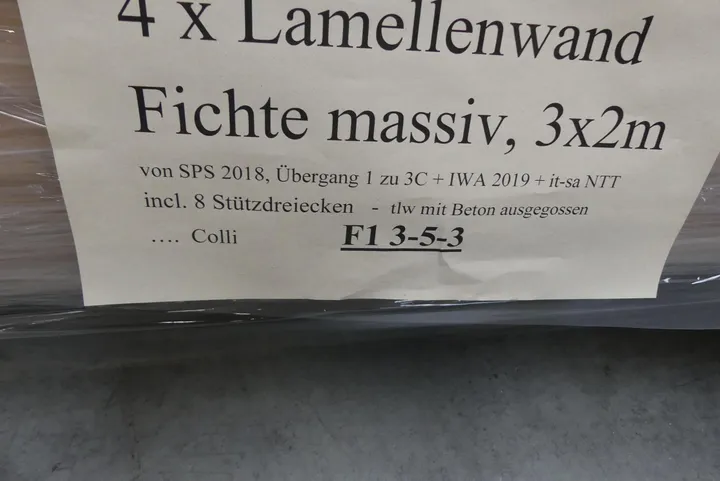 4 x Lamellenwand
Fichte massiv, 3x2m
von SPS 2018, Übergang 1 zu 3C + IWA 2019 + it-sa NTT
incl. 8 Stützdreiecken - tlw mit Beton ausgegossen
.... Colli F1 3-5-3